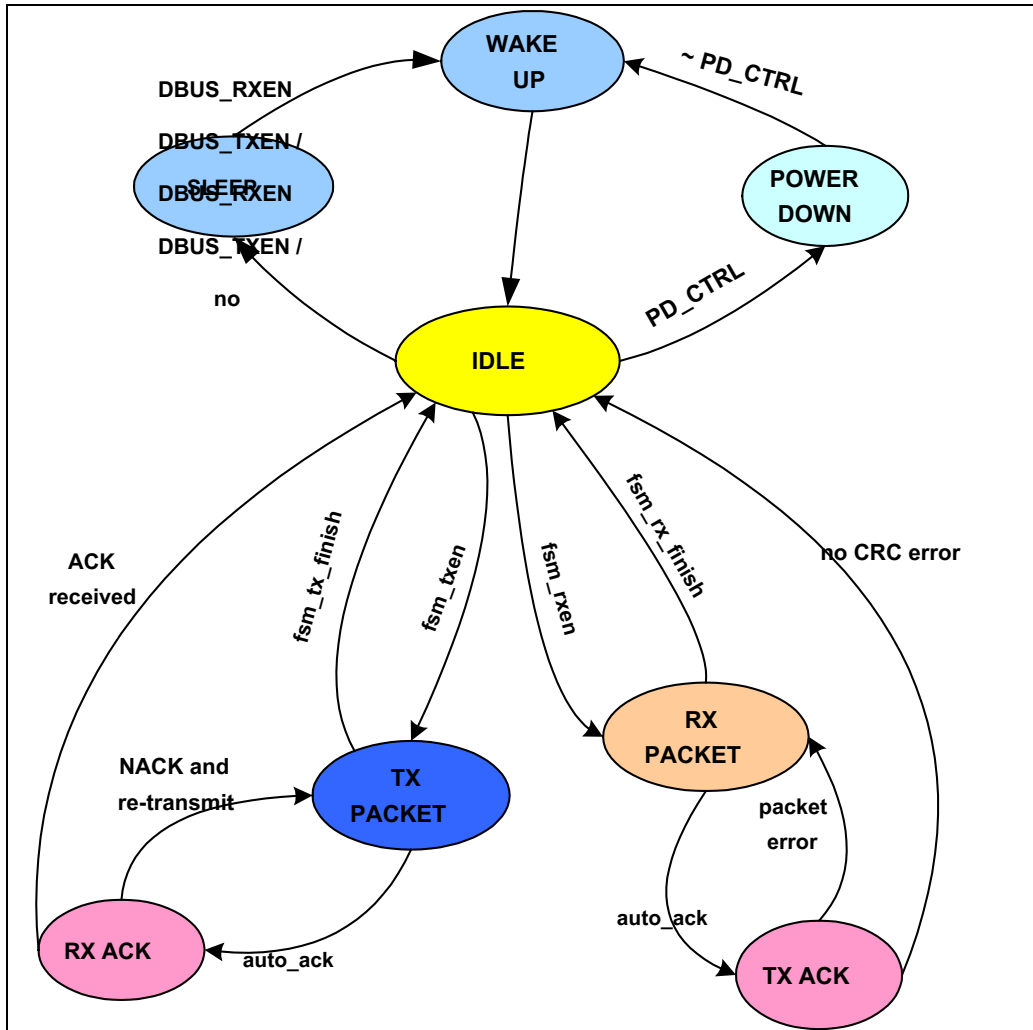 WAKE
UP
~ PD_CTRL
DBUS_RXEN
DBUS_TXEN /
SLEEP
DBUS_RXEN
DBUS_TXEN /
no
POWER
DOWN
PD_CTRL
IDLE
ACK
received
fsm_tx_finish
fsm_txen
fsm_rxen
fsm_rx_finish
no CRC error
NACK and
re-transmit
TX
PACKET
RX
PACKET
packet
error
RX ACK
auto_ack
auto_ack
TX ACK